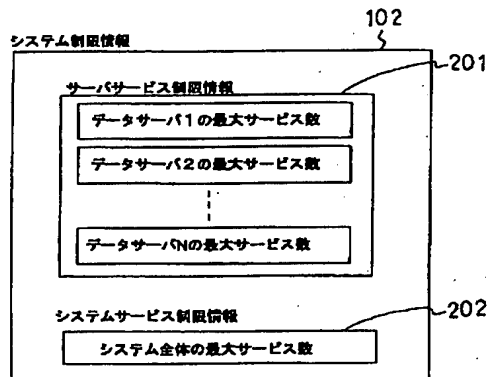 102
システム制限情報
201
サーバサービス制限情報
データサーバ1の最大サービス数
データサーバ2の最大サービス数
データサーバNの最大サービス数
システムサービス制限情報
202
システム全体の最大サービス数